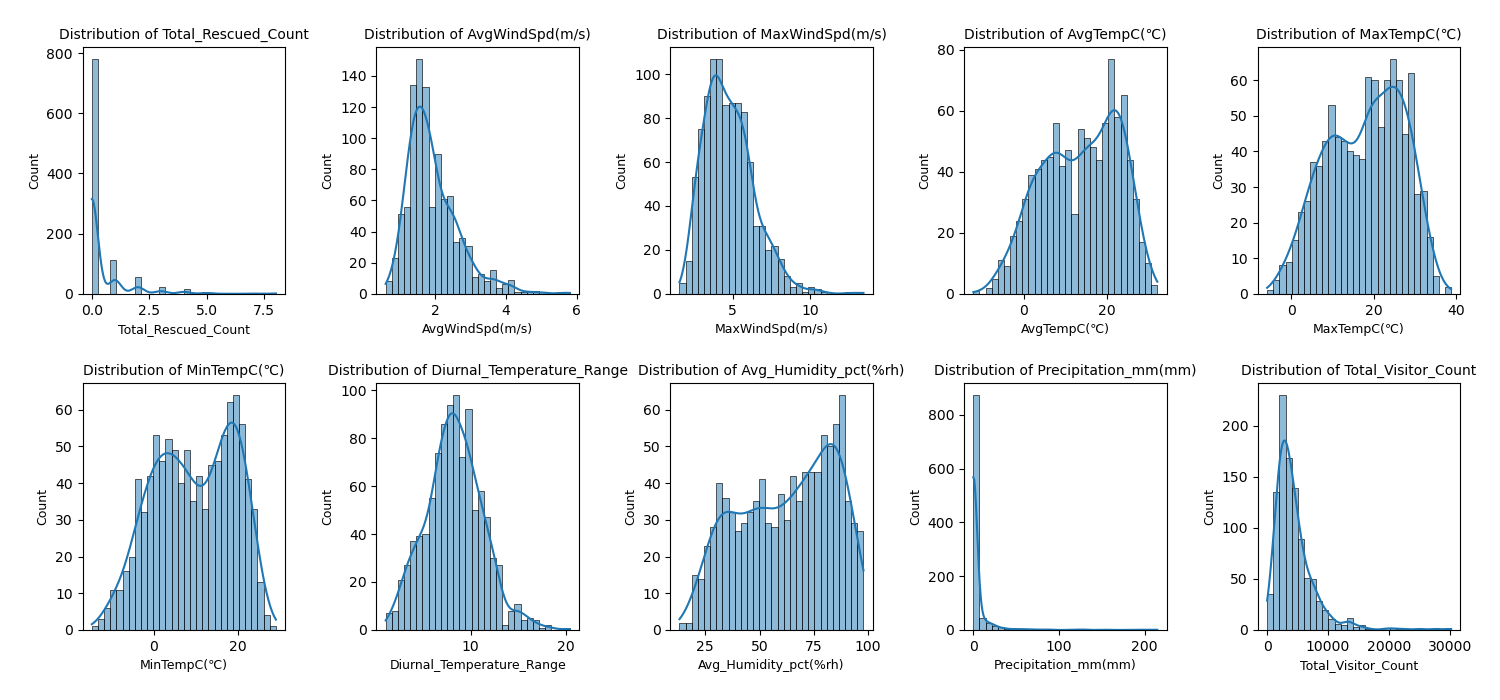 Distribution of Total_Rescued_Count
800
600
400
200
0
Count
0.0 2.5 5.0 7.5
Total_Rescued_Count
Distribution of AvgWindSpd(m/s)
140
120
100
80
60
40
20
0
Count
2 4 6
AvgWindSpd(m/s)
Distribution of MaxWindSpd(m/s)
100
80
60
40
20
0
Count
5 10
MaxWindSpd(m/s)
Distribution of AvgTempC(℃)
80
60
40
20
0
Count
0 20
AvgTempC(℃)
Distribution of MaxTempC(℃)
60
50
40
30
20
10
0
Count
0 20 40
MaxTempC(℃)
Distribution of MinTempC(℃)
60
50
40
30
20
10
0
Count
0 20
MinTempC(℃)
Distribution of Diurnal_Temperature_Range
100
80
60
40
20
0
Count
10 20
Diurnal_Temperature_Range
Distribution of Avg_Humidity_pct(%rh)
60
50
40
30
20
10
0
Count
25 50 75 100
Avg_Humidity_pct(%rh)
Distribution of Precipitation_mm(mm)
800
600
400
200
0
Count
0 100 200
Precipitation_mm(mm)
Distribution of Total_Visitor_Count
200
150
100
50
0
Count
0 10000 20000 30000
Total_Visitor_Count